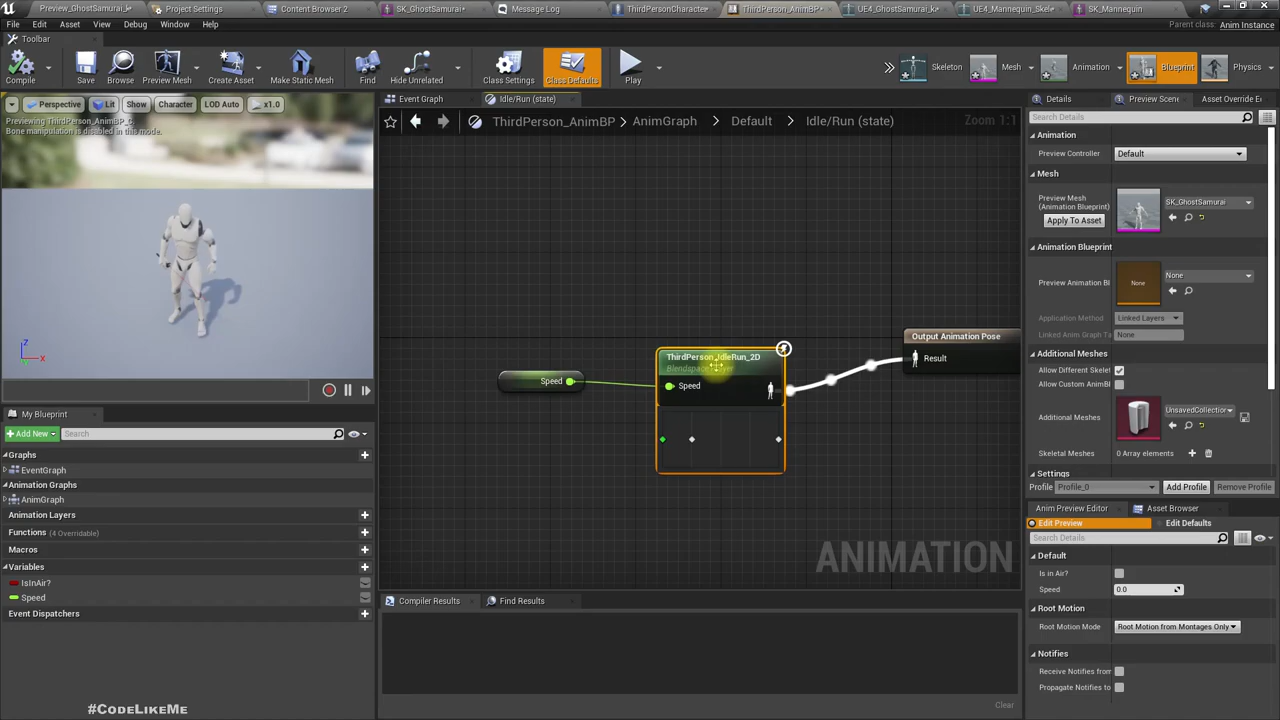 Preview_GhostSamurai_l
Project Settings
Content Browser 2
SK_GhostSamurai*
Message Log
ThirdPersonCharacter
ThirdPerson_AnimBP*
UE4_GhostSamurai_k
UE4_Mannequin_Skele
SK_Mannequin
File Edit Asset View Debug Window Help
Parent class: Anim Instance
Toolbar
Compile
Save
Browse
Preview Mesh
Create Asset
Make Static Mesh
Find
Hide Unrelated
Class Settings
Class Defaults
Play
Skeleton
Mesh
Animation
Blueprint
Physics
Perspective
Lit
Show
Character
LOD Auto
x1.0
Previewing ThirdPerson_AnimBP_C.
Bone manipulation is disabled in this mode.
Z
X
Event Graph
Idle/Run (state)
ThirdPerson_AnimBP > AnimGraph > Default > Idle/Run (state)
Zoom 1:1
Speed
ThirdPerson_IdleRun_2D
Blendspace Player
Speed
Output Animation Pose
Result
ANIMATION
My Blueprint
+ Add New
Search
Graphs
EventGraph
Animation Graphs
AnimGraph
Animation Layers
Functions (4 Overridable)
Macros
Variables
IsInAir?
Speed
Event Dispatchers
Compiler Results
Find Results
Clear
Details
Preview Scene
Asset Override E
Search Details
Animation
Preview Controller
Default
Mesh
Preview Mesh
(Animation Blueprint)
Apply To Asset
SK_GhostSamurai
Animation Blueprint
Preview Animation Bl
None
None
Application Method
Linked Layers
Linked Anim Graph Ta
None
Additional Meshes
Allow Different Skelet
Allow Custom AnimBl
Additional Meshes
UnsavedCollection
Skeletal Meshes
0 Array elements
Settings
Profile
Profile_0
Add Profile
Remove Profile
Anim Preview Editor
Asset Browser
Edit Preview
Edit Defaults
Search Details
Default
Is in Air?
Speed
0.0
Root Motion
Root Motion Mode
Root Motion from Montages Only
Notifies
Receive Notifies from
Propagate Notifies to
#CodeLikeMe